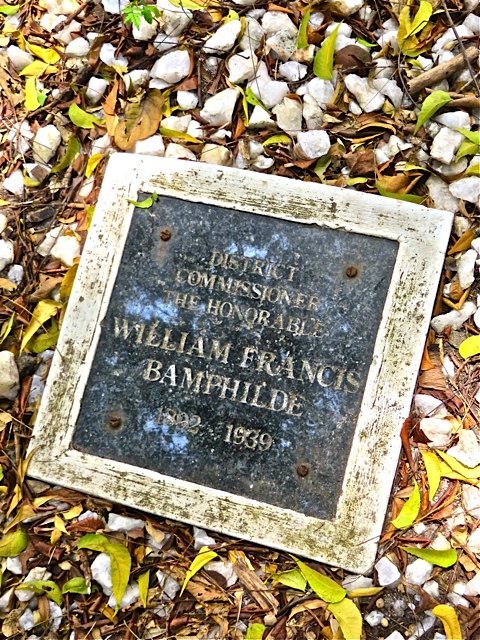 DISTRICT
COMMISSIONER
THE HONORABLE
WILLIAM FRANCIS
BAMPHILDE
1892 - 1939